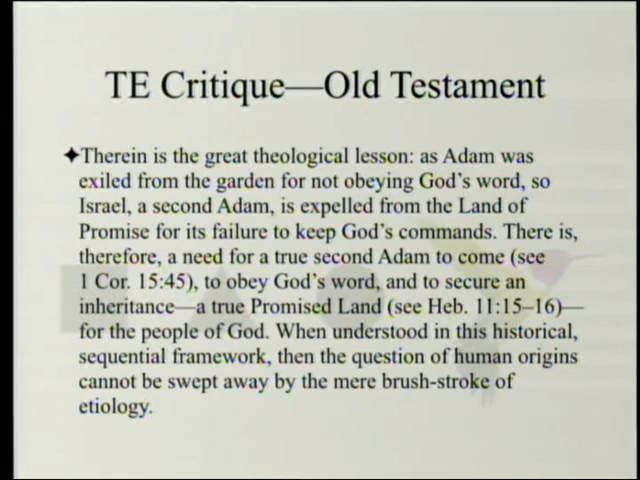 TE Critique—Old Testament
✦Therein is the great theological lesson: as Adam was
exiled from the garden for not obeying God's word, so
Israel, a second Adam, is expelled from the Land of
Promise for its failure to keep God's commands. There is,
therefore, a need for a true second Adam to come (see
1 Cor. 15:45), to obey God's word, and to secure an
inheritance—a true Promised Land (see Heb. 11:15–16)—
for the people of God. When understood in this historical,
sequential framework, then the question of human origins
cannot be swept away by the mere brush-stroke of
etiology.